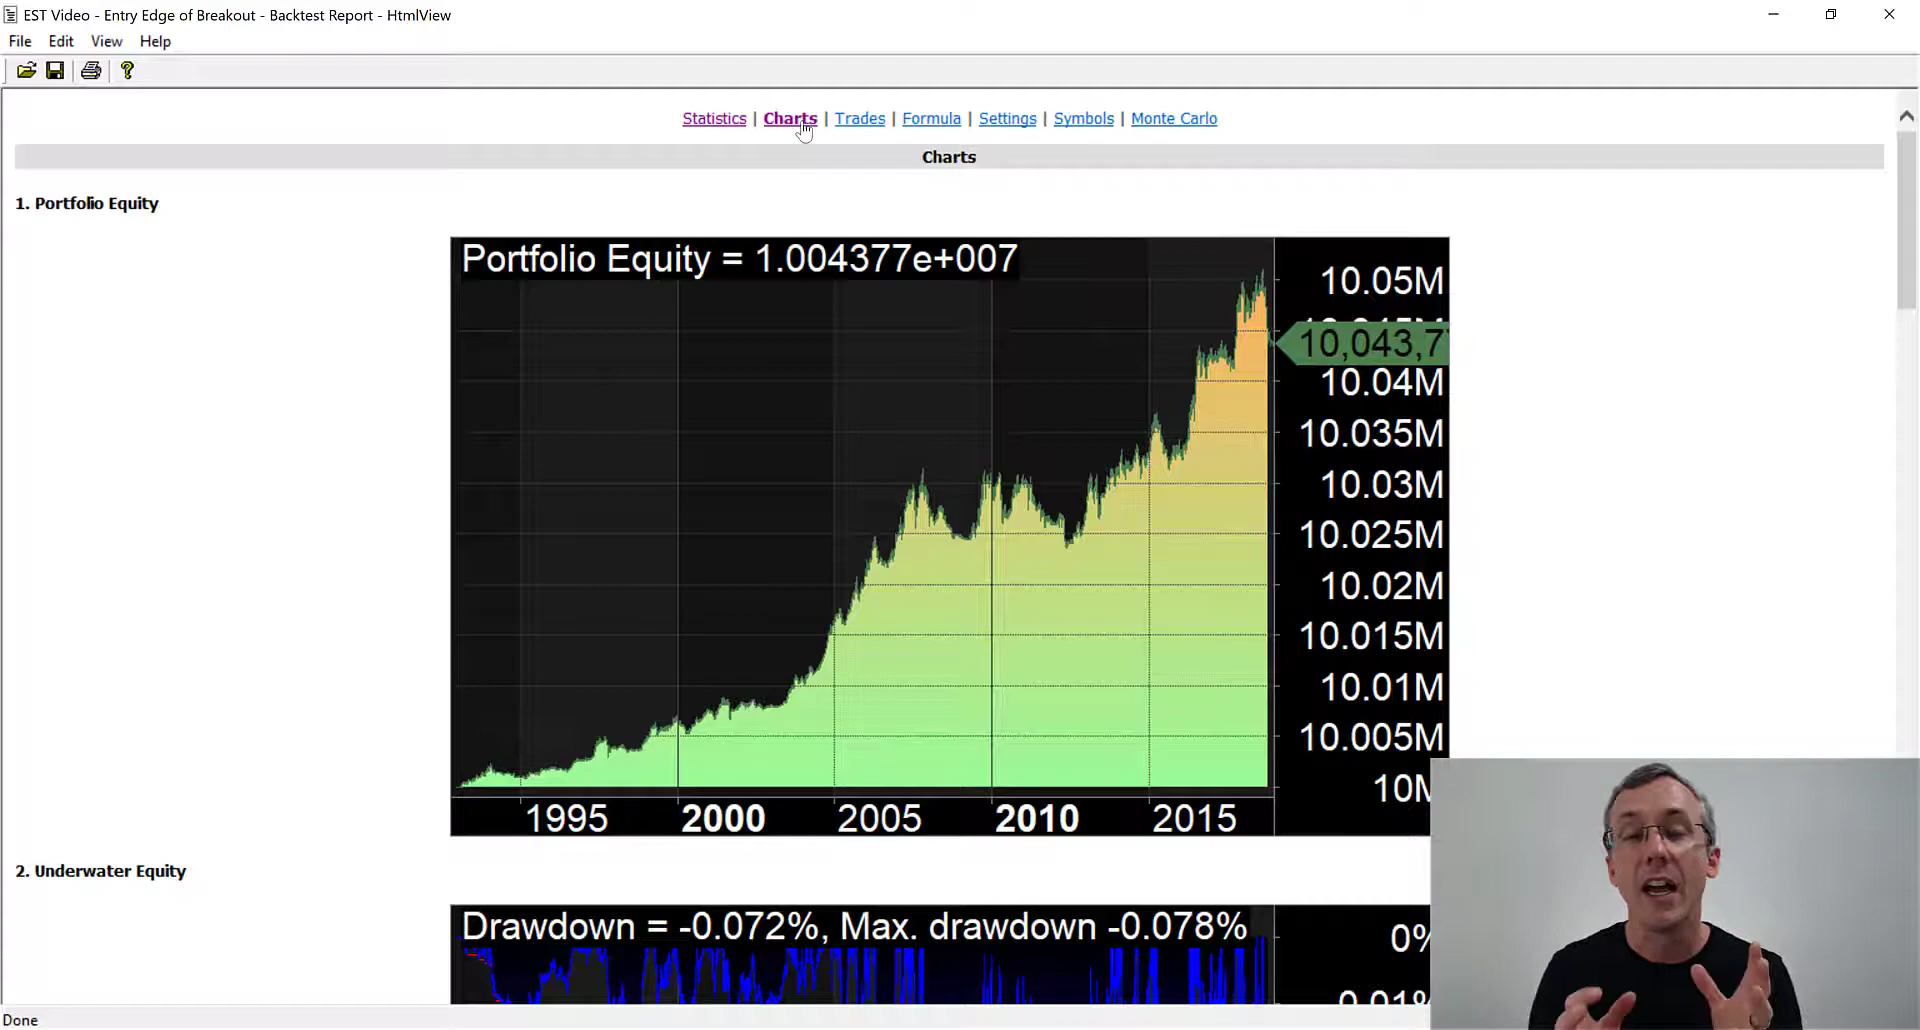 EST Video - Entry Edge of Breakout - Backtest Report - HtmlView
File Edit View Help
Statistics | Charts | Trades | Formula | Settings | Symbols | Monte Carlo
Charts
1. Portfolio Equity
Portfolio Equity = 1.004377e+007
10.05M
10,043,7
10.04M
10.035M
10.03M
10.025M
10.02M
10.015M
10.01M
10.005M
10M
1995 2000 2005 2010 2015
2. Underwater Equity
Drawdown = -0.072%, Max. drawdown -0.078%
0%
Done